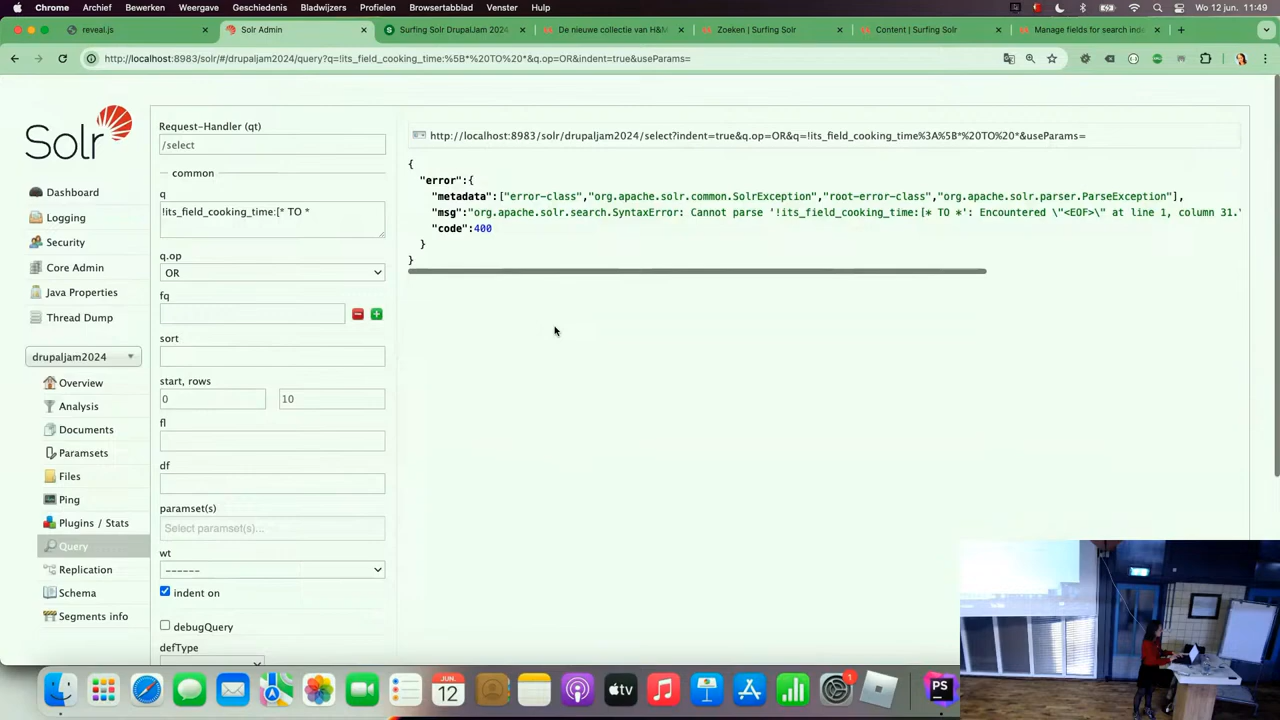 Chrome Archief Bewerken Weergave Geschiedenis Bladwijzers Profielen Browsertabblad Venster Help Wo 12 jun. 11:49
reveal.js Solr Admin Surfing Solr DrupalJam 2024 De nieuwe collectie van H&M Zoeken | Surfing Solr Content | Surfing Solr Manage fields for search ind
http://localhost:8983/solr/#/drupaljam2024/query?q=!its_field_cooking_time:%5B*%20TO%20*&q.op=OR&indent=true&useParams=
Solr
Dashboard
Logging
Security
Core Admin
Java Properties
Thread Dump
drupaljam2024
Overview
Analysis
Documents
Paramsets
Files
Ping
Plugins / Stats
Query
Replication
Schema
Segments info
Request-Handler (qt)
/select
common
q
!its_field_cooking_time:[* TO *
q.op
OR
fq
sort
start, rows
0 10
fl
df
paramset(s)
Select paramset(s)...
wt
------
indent on
debugQuery
defType
http://localhost:8983/solr/drupaljam2024/select?indent=true&q.op=OR&q=!its_field_cooking_time%3A%5B*%20TO%20*&useParams=
{
"error":{
"metadata":["error-class","org.apache.solr.common.SolrException","root-error-class","org.apache.solr.parser.ParseException"],
"msg":"org.apache.solr.search.SyntaxError: Cannot parse '!its_field_cooking_time:[* TO *': Encountered \"<EOF>\" at line 1, column 31.\
"code":400
}
}
JUN.
12
tv
1
PS